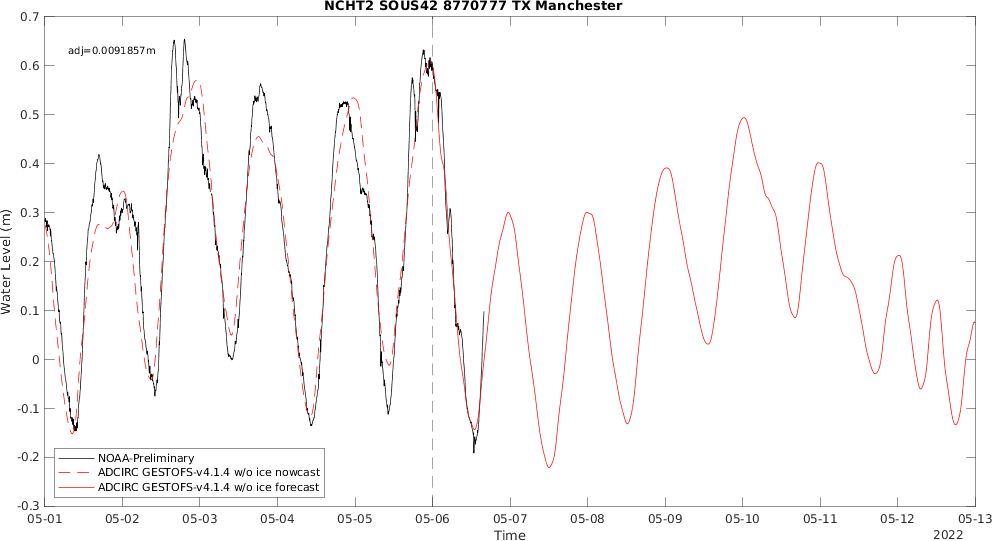 NCHT2 SOUS42 8770777 TX Manchester
adj=0.0091857m
0.7
0.6
0.5
0.4
0.3
0.2
0.1
0
-0.1
-0.2
-0.3
Water Level (m)
NOAA-Preliminary
ADCIRC GESTOFS-v4.1.4 w/o ice nowcast
ADCIRC GESTOFS-v4.1.4 w/o ice forecast
05-01 05-02 05-03 05-04 05-05 05-06 05-07 05-08 05-09 05-10 05-11 05-12 05-13
Time
2022